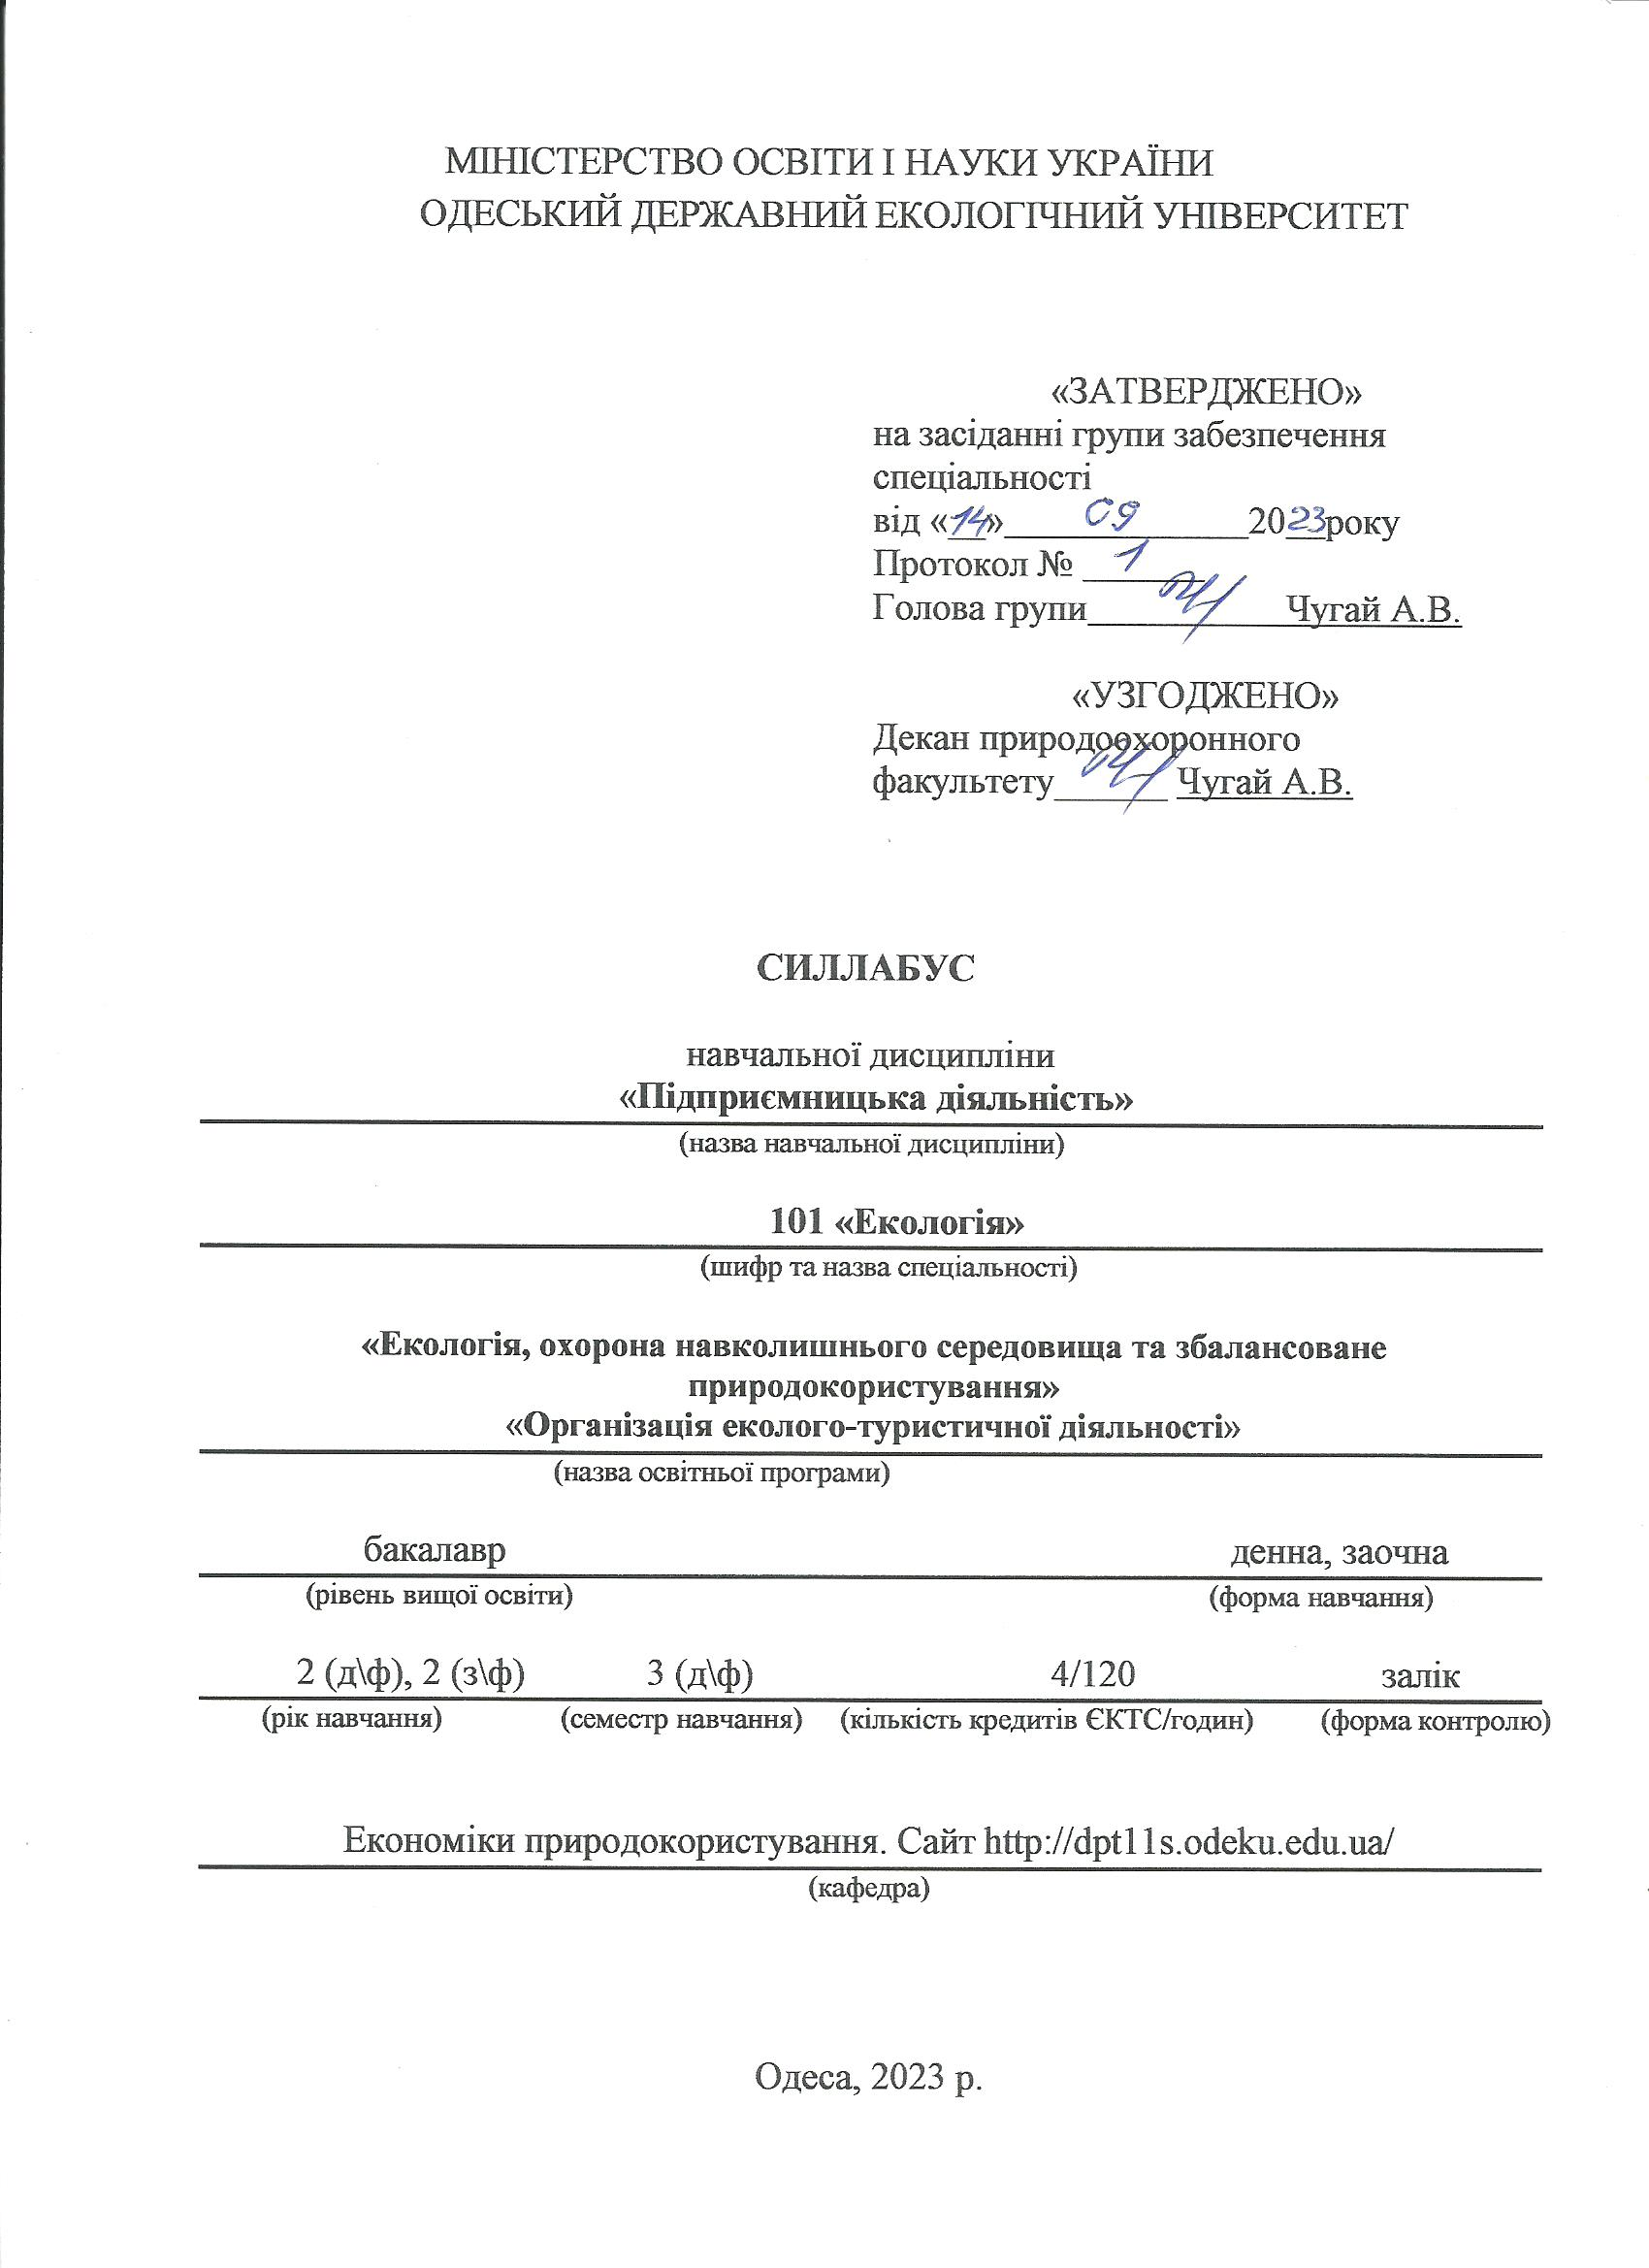 МІНІСТЕРСТВО ОСВІТИ І НАУКИ УКРАЇНИ
ОДЕСЬКИЙ ДЕРЖАВНИЙ ЕКОЛОГІЧНИЙ УНІВЕРСИТЕТ
«ЗАТВЕРДЖЕНО»
на засіданні групи забезпечення
спеціальності
від «14» 09 2023року
Протокол № 1
Голова групи Чугай А.В.
«УЗГОДЖЕНО»
Декан природоохоронного
факультету Чугай А.В.
СИЛЛАБУС
навчальної дисципліни
«Підприємницька діяльність»
(назва навчальної дисципліни)
101 «Екологія»
(шифр та назва спеціальності)
«Екологія, охорона навколишнього середовища та збалансоване
природокористування»
«Організація еколого-туристичної діяльності»
(назва освітньої програми)
бакалавр денна, заочна
(рівень вищої освіти) (форма навчання)
2 (д\ф), 2 (з\ф) 3 (д\ф) 4/120 залік
(рік навчання) (семестр навчання) (кількість кредитів ЄКТС/годин) (форма контролю)
Економіки природокористування. Сайт http://dpt11s.odeku.edu.ua/
(кафедра)
Одеса, 2023 р.